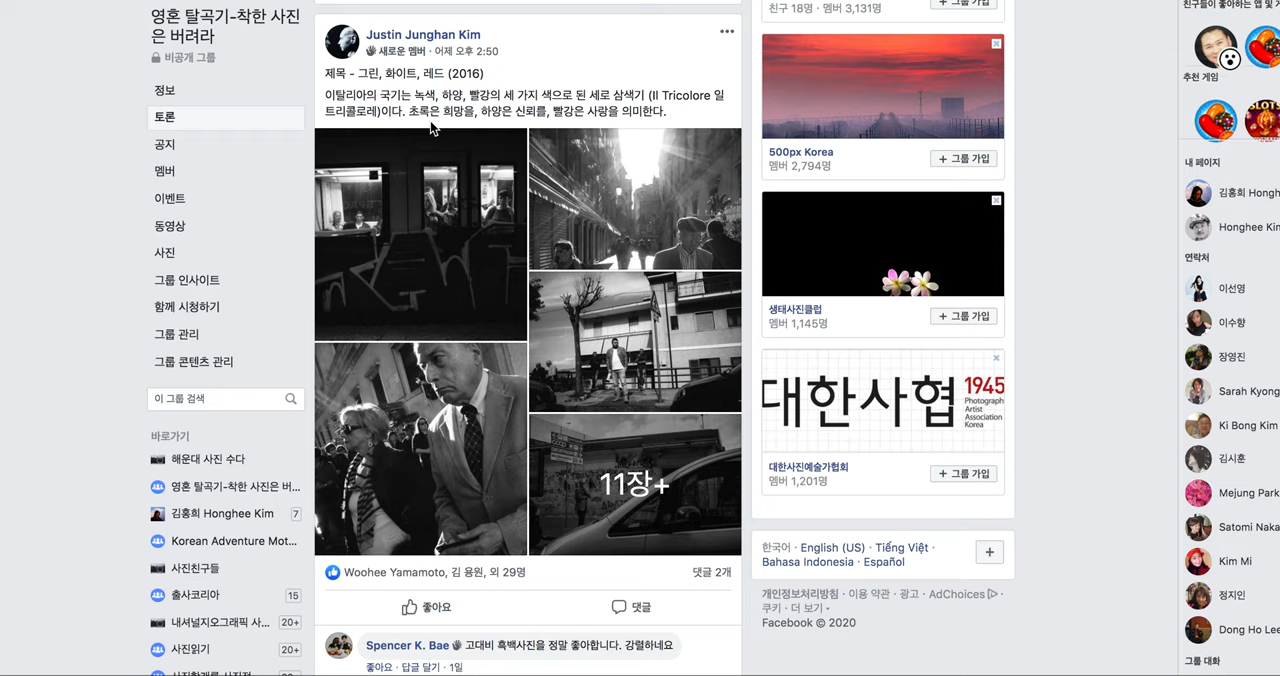 영혼 탈곡기-착한 사진
은 버려라
비공개 그룹
정보
토론
공지
멤버
이벤트
동영상
사진
그룹 인사이트
함께 시청하기
그룹 관리
그룹 콘텐츠 관리
이 그룹 검색
바로가기
해운대 사진 수다
영혼 탈곡기-착한 사진은 버...
김홍희 Honghee Kim 7
Korean Adventure Mot...
사진친구들
출사코리아 15
내셔널지오그래픽 사... 20+
사진읽기 20+
Justin Junghan Kim
새로운 멤버 · 어제 오후 2:50
제목 - 그린, 화이트, 레드 (2016)
이탈리아의 국기는 녹색, 하양, 빨강의 세 가지 색으로 된 세로 삼색기 (Il Tricolore 일
트리콜로레)이다. 초록은 희망을, 하양은 신뢰를, 빨강은 사랑을 의미한다.
11장+
Woohee Yamamoto, 김 용원, 외 29명
댓글 2개
좋아요
댓글
Spencer K. Bae 고대비 흑백사진을 정말 좋아합니다. 강렬하네요
좋아요 · 답글 달기 · 1일
친구 18명 · 멤버 3,131명
+ 그룹 가입
500px Korea
멤버 2,794명
+ 그룹 가입
생태사진클럽
멤버 1,145명
+ 그룹 가입
대한사협 1945
Photograph
Artist
Association
Korea
대한사진예술가협회
멤버 1,201명
+ 그룹 가입
한국어 · English (US) · Tiếng Việt ·
Bahasa Indonesia · Español
개인정보처리방침 · 이용 약관 · 광고 · AdChoices ·
쿠키 · 더 보기
Facebook © 2020
친구들이 좋아하는 앱 및 게
추천 게임
SLOTS
내 페이지
김홍희 Hongh
Honghee Kim
연락처
이선영
이수향
장영진
Sarah Kyong
Ki Bong Kim
김시훈
Mejung Park
Satomi Naka
Kim Mi
정지인
Dong Ho Lee
그룹 대화